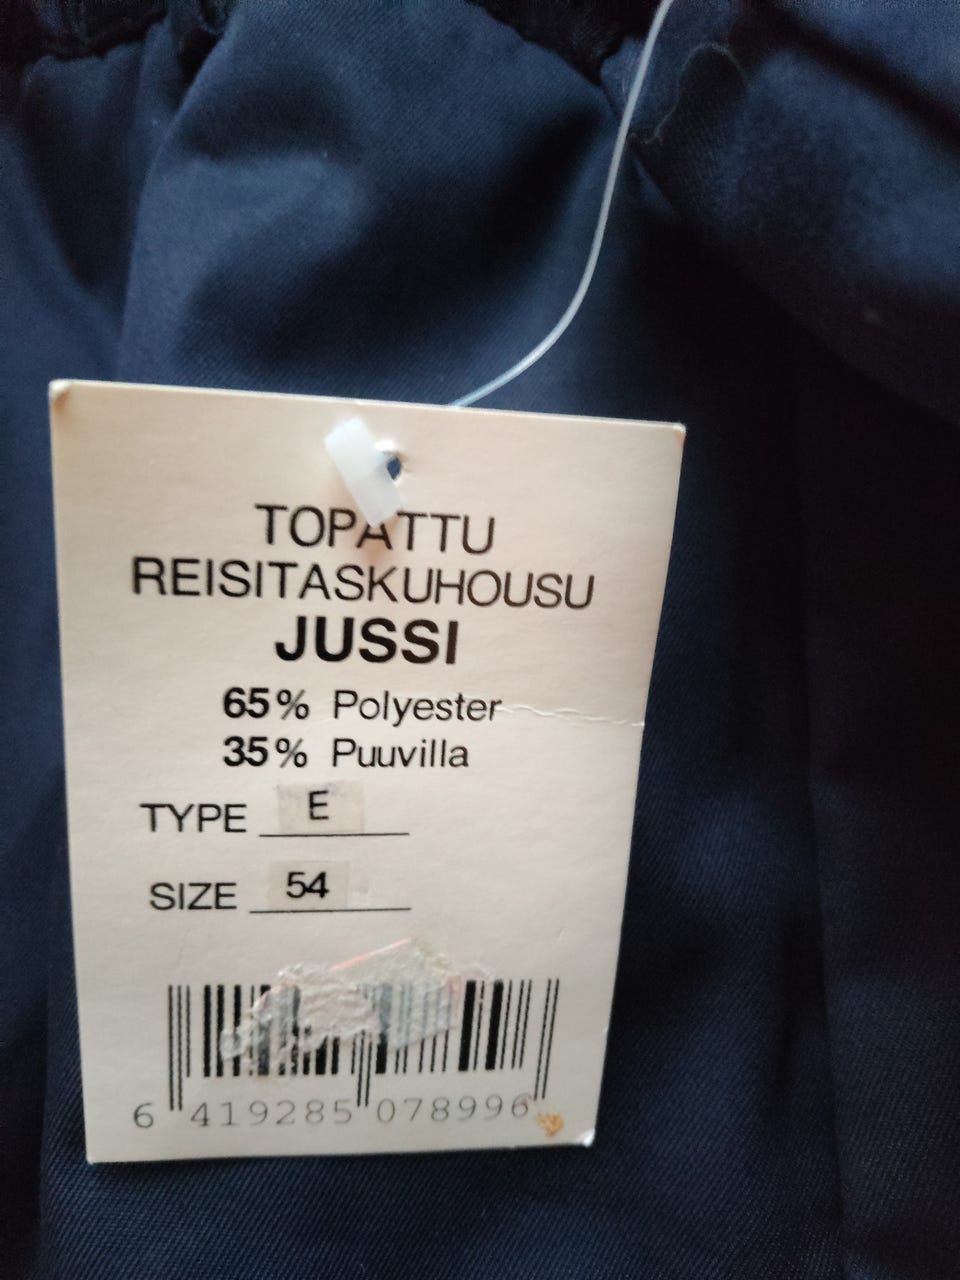 TOPATTU
REISITASKUHOUSU
JUSSI
65% Polyester
35% Puuvilla
TYPE E
SIZE 54
6 419285 078996